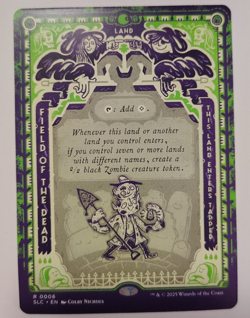 LAND
FIELD OF THE DEAD
THIS LAND ENTERS TAPPED.
: Add .
Whenever this land or another
land you control enters,
if you control seven or more lands
with different names, create a
2/2 black Zombie creature token.
R 0006
SLC • EN COLBY NICHOLS
™ & © 2025 Wizards of the Coast